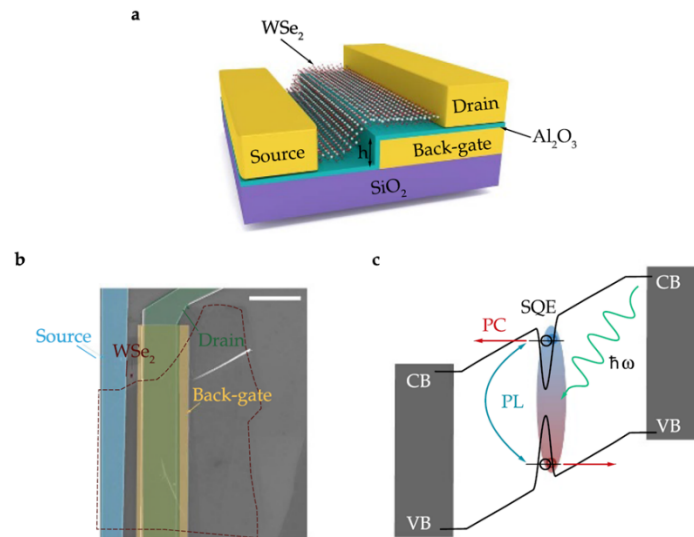 a
WSe₂
Drain
Al₂O₃
Source
h
Back-gate
SiO₂
b
Source
WSe₂
Drain
Back-gate
c
CB
SQE
PC
ħω
CB
PL
VB
VB